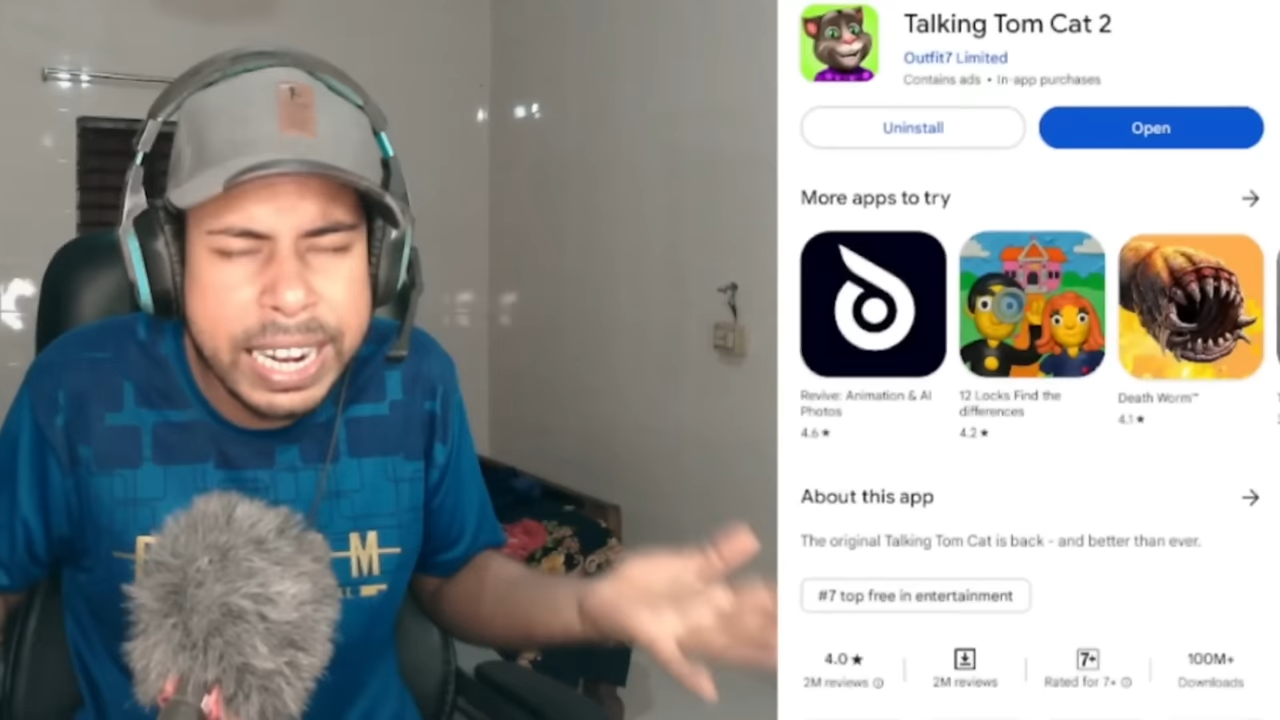 Talking Tom Cat 2
Outfit7 Limited
Contains ads • In-app purchases
Uninstall
Open
More apps to try
Revive: Animation & AI
Photos
4.6★
12 Locks Find the
differences
4.2★
Death Worm™
4.1★
About this app
The original Talking Tom Cat is back - and better than ever.
#7 top free in entertainment
4.0★
2M reviews
2M reviews
7+
Rated for 7+
100M+
Downloads
M